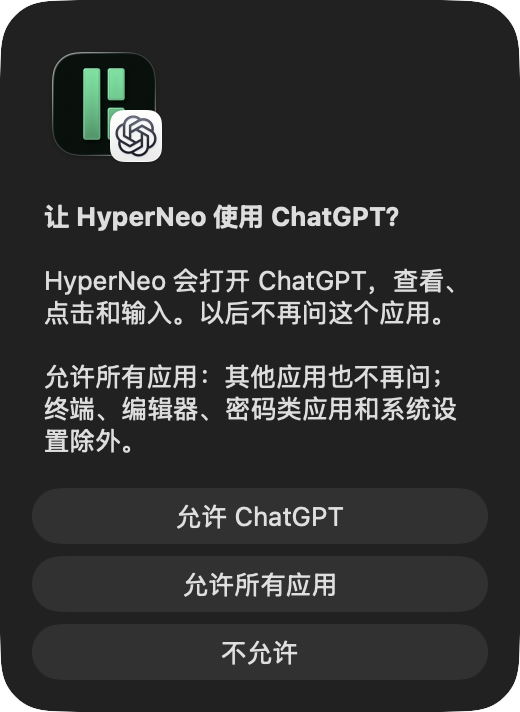 让 HyperNeo 使用 ChatGPT?
HyperNeo 会打开 ChatGPT，查看、
点击和输入。以后不再问这个应用。
允许所有应用：其他应用也不再问；
终端、编辑器、密码类应用和系统设
置除外。
允许 ChatGPT
允许所有应用
不允许